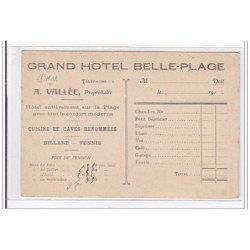 GRAND HOTEL BELLE-PLAGE
TÉLÉPHONE : 2
A. VALLÉE, Propriétaire
Hôtel entièrement sur la Plage
avec tout le confort moderne
CUISINE ET CAVES RENOMMÉES
BILLARD - TENNIS
PRIX DE PENSION :
M Doit
le 191
Chambre No
Petit Déjeuner
Déjeuner
Dîner
Vin
Café
Garage
Extra
TOTAL